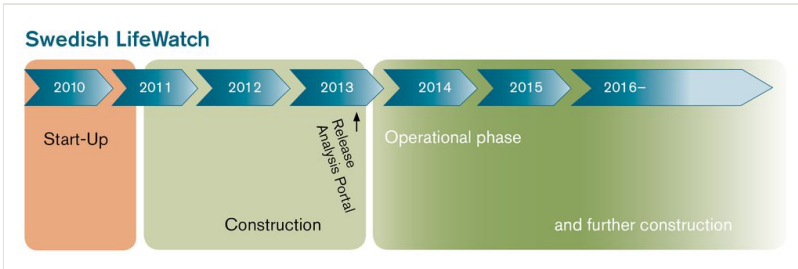 Swedish LifeWatch
2010
2011
2012
2013
2014
2015
2016–
Start-Up
Release
Analysis Portal
Operational phase
Construction
and further construction